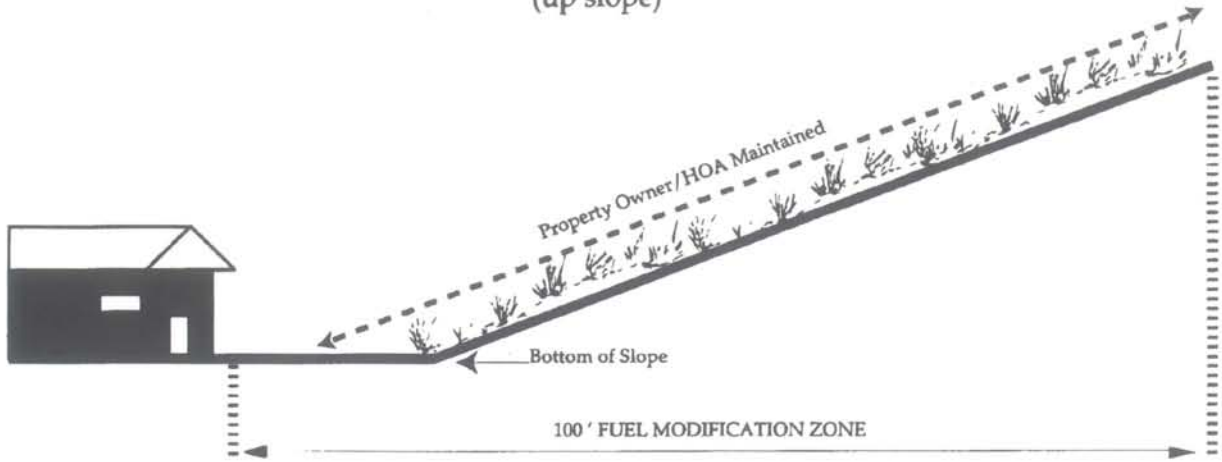 (up slope)
Property Owner/HOA Maintained
Bottom of Slope
100 ' FUEL MODIFICATION ZONE